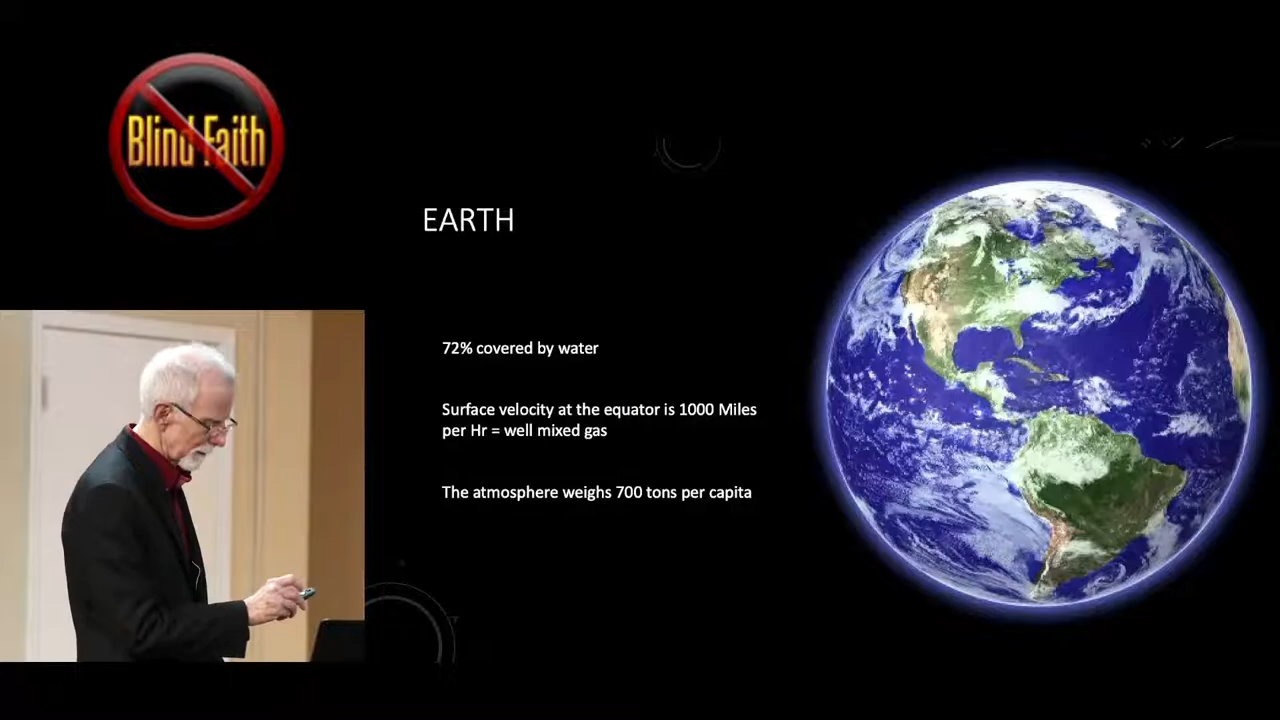 Blind Faith
EARTH
72% covered by water
Surface velocity at the equator is 1000 Miles
per Hr = well mixed gas
The atmosphere weighs 700 tons per capita